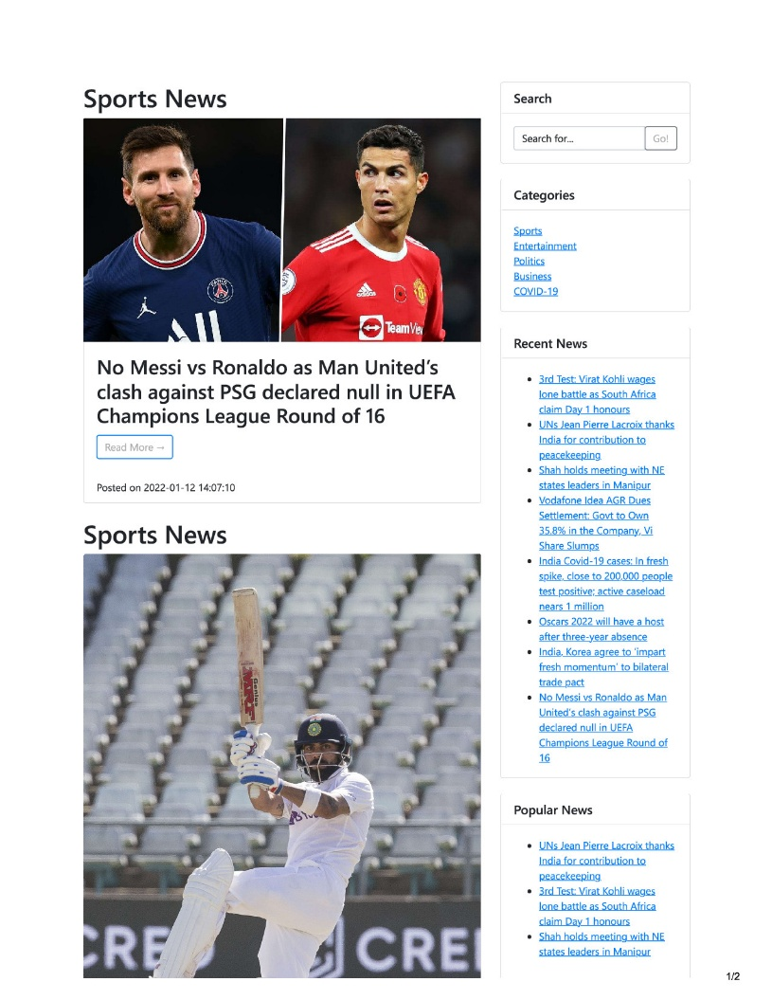 Sports News
TeamView
No Messi vs Ronaldo as Man United's
clash against PSG declared null in UEFA
Champions League Round of 16
Read More →
Posted on 2022-01-12 14:07:10
Sports News
Genius
MRF
CRE
CRE
Search
Search for...
Go!
Categories
Sports
Entertainment
Politics
Business
COVID-19
Recent News
• 3rd Test: Virat Kohli wages
lone battle as South Africa
claim Day 1 honours
• UNs Jean Pierre Lacroix thanks
India for contribution to
peacekeeping
• Shah holds meeting with NE
states leaders in Manipur
• Vodafone Idea AGR Dues
Settlement: Govt to Own
35.8% in the Company, Vi
Share Slumps
• India Covid-19 cases: In fresh
spike, close to 200,000 people
test positive; active caseload
nears 1 million
• Oscars 2022 will have a host
after three-year absence
• India, Korea agree to 'impart
fresh momentum' to bilateral
trade pact
• No Messi vs Ronaldo as Man
United's clash against PSG
declared null in UEFA
Champions League Round of
16
Popular News
• UNs Jean Pierre Lacroix thanks
India for contribution to
peacekeeping
• 3rd Test: Virat Kohli wages
lone battle as South Africa
claim Day 1 honours
• Shah holds meeting with NE
states leaders in Manipur
1/2